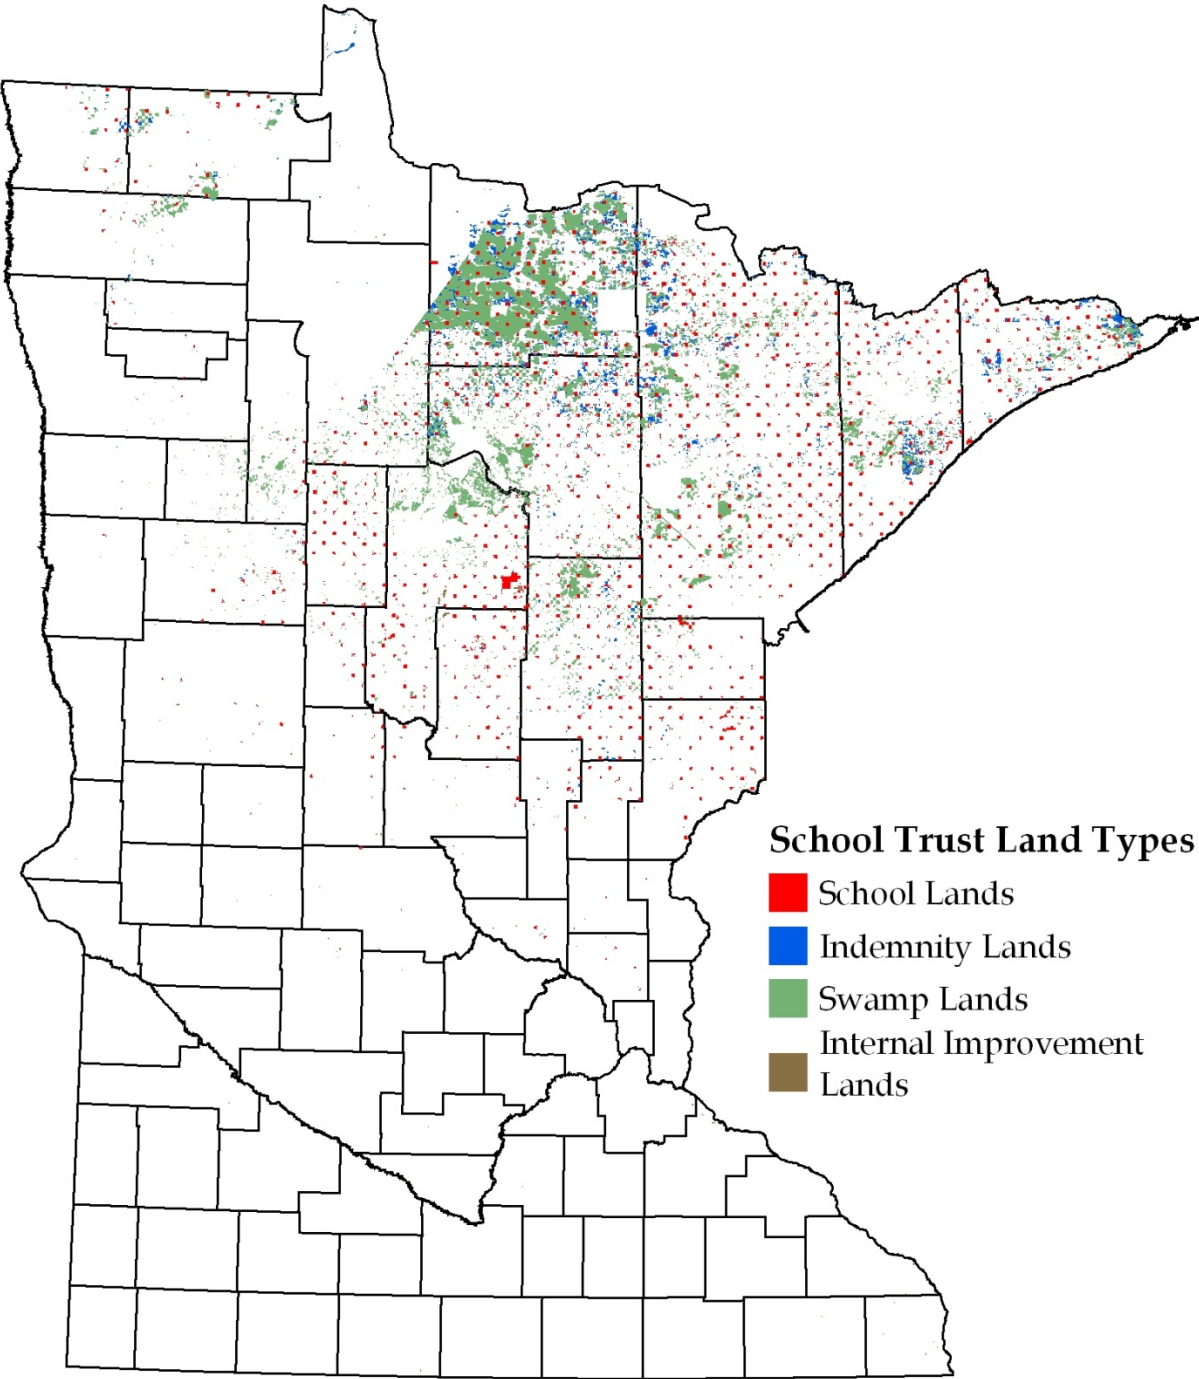 School Trust Land Types
School Lands
Indemnity Lands
Swamp Lands
Internal Improvement
Lands